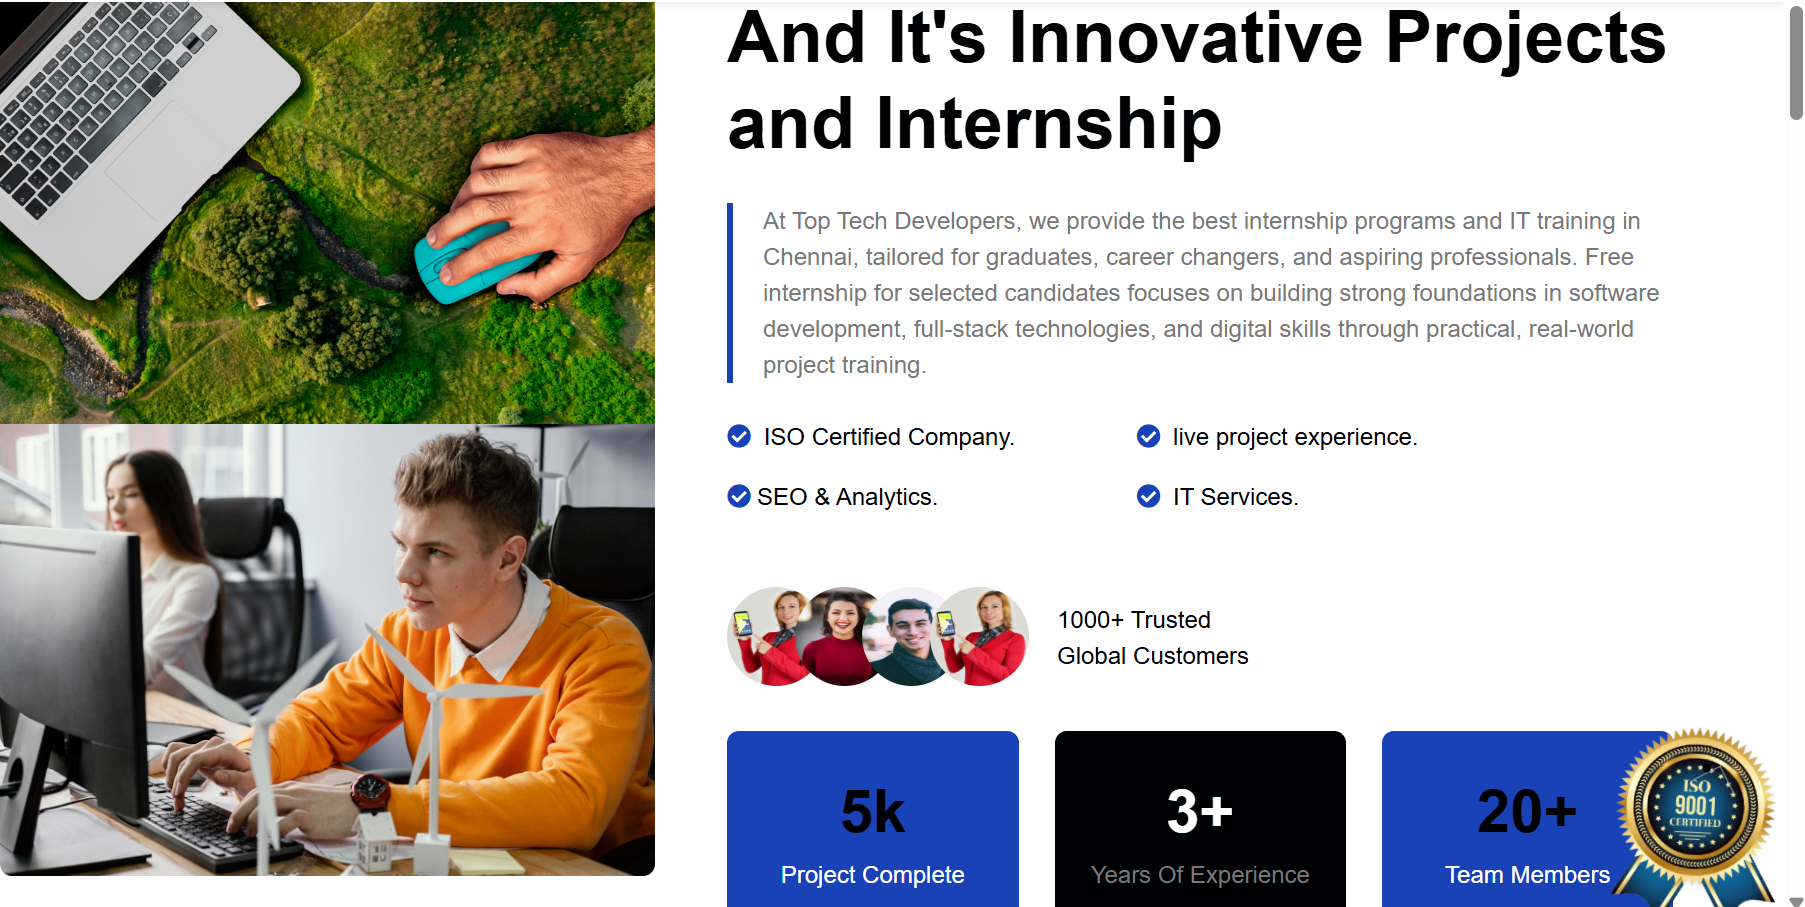 And It's Innovative Projects
and Internship
At Top Tech Developers, we provide the best internship programs and IT training in
Chennai, tailored for graduates, career changers, and aspiring professionals. Free
internship for selected candidates focuses on building strong foundations in software
development, full-stack technologies, and digital skills through practical, real-world
project training.
ISO Certified Company.
live project experience.
SEO & Analytics.
IT Services.
1000+ Trusted
Global Customers
5k
Project Complete
3+
Years Of Experience
20+
Team Members
ISO
9001
CERTIFIED